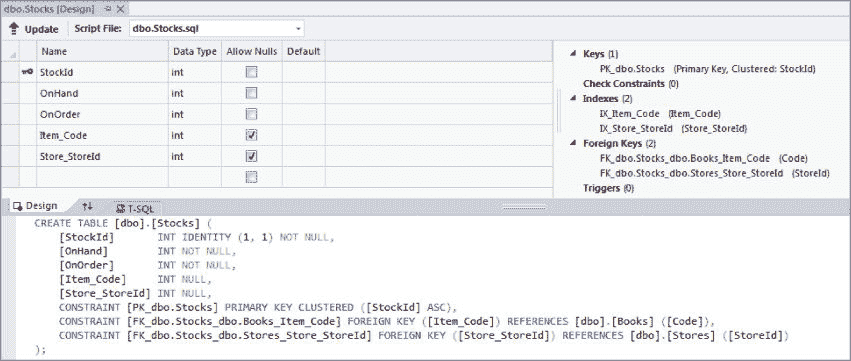 dbo.Stocks [Design]
Update Script File: dbo.Stocks.sql
Name Data Type Allow Nulls Default
StockId int
OnHand int
OnOrder int
Item_Code int
Store_StoreId int
Keys (1)
PK_dbo.Stocks (Primary Key, Clustered: StockId)
Check Constraints (0)
Indexes (2)
IX_Item_Code (Item_Code)
IX_Store_StoreId (Store_StoreId)
Foreign Keys (2)
FK_dbo.Stocks_dbo.Books_Item_Code (Code)
FK_dbo.Stocks_dbo.Stores_Store_StoreId (StoreId)
Triggers (0)
Design T-SQL
CREATE TABLE [dbo].[Stocks] (
[StockId] INT IDENTITY (1, 1) NOT NULL,
[OnHand] INT NOT NULL,
[OnOrder] INT NOT NULL,
[Item_Code] INT NULL,
[Store_StoreId] INT NULL,
CONSTRAINT [PK_dbo.Stocks] PRIMARY KEY CLUSTERED ([StockId] ASC),
CONSTRAINT [FK_dbo.Stocks_dbo.Books_Item_Code] FOREIGN KEY ([Item_Code]) REFERENCES [dbo].[Books] ([Code]),
CONSTRAINT [FK_dbo.Stocks_dbo.Stores_Store_StoreId] FOREIGN KEY ([Store_StoreId]) REFERENCES [dbo].[Stores] ([StoreId])
);